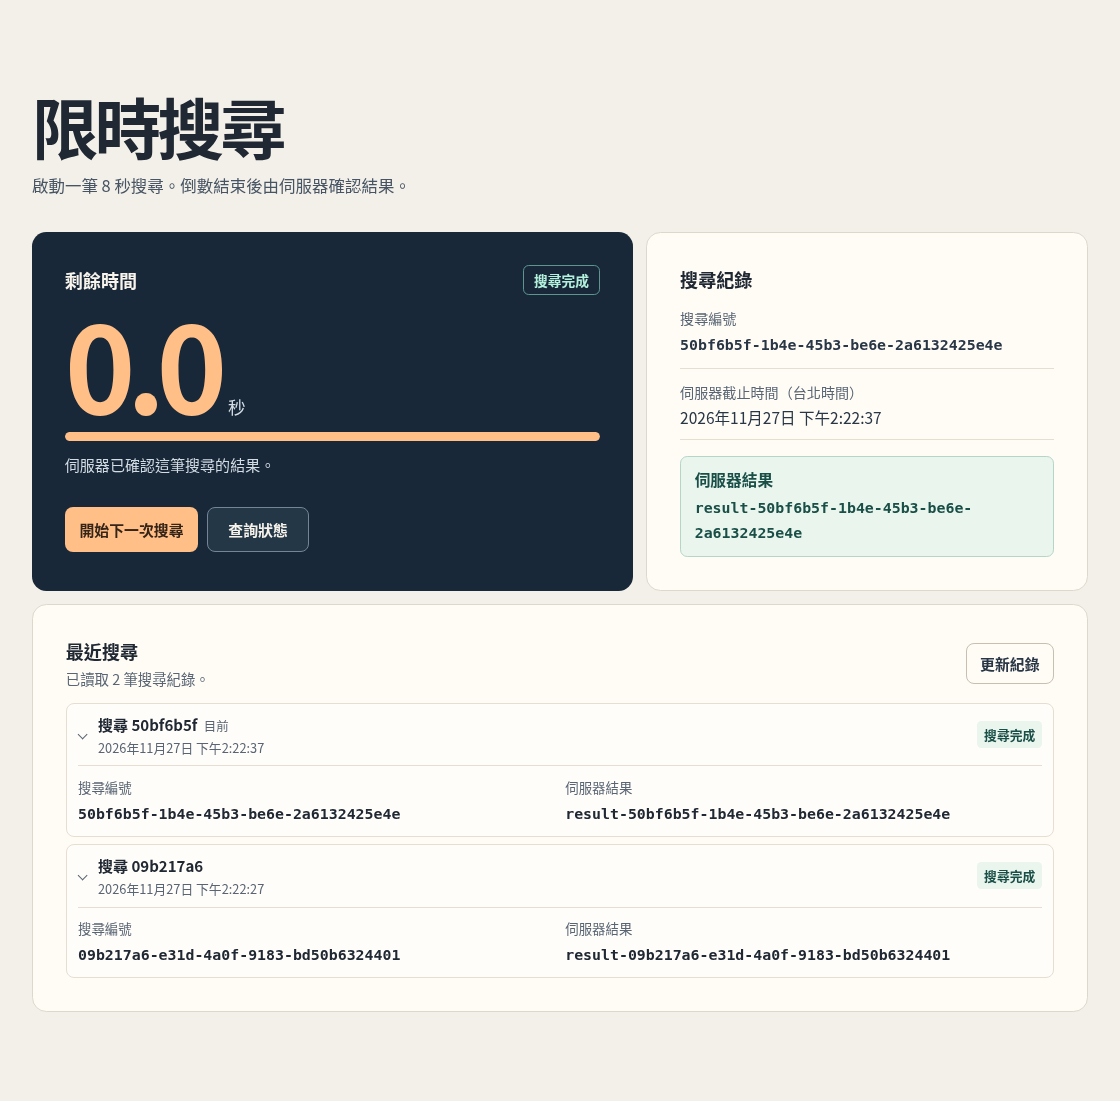 限時搜尋
啟動一筆 8 秒搜尋。倒數結束後由伺服器確認結果。
剩餘時間
搜尋完成
0.0 秒
伺服器已確認這筆搜尋的結果。
開始下一次搜尋
查詢狀態
搜尋紀錄
搜尋編號
50bf6b5f-1b4e-45b3-be6e-2a6132425e4e
伺服器截止時間（台北時間）
2026年11月27日 下午2:22:37
伺服器結果
result-50bf6b5f-1b4e-45b3-be6e-
2a6132425e4e
最近搜尋
已讀取 2 筆搜尋紀錄。
更新紀錄
搜尋 50bf6b5f 目前
2026年11月27日 下午2:22:37
搜尋完成
搜尋編號
50bf6b5f-1b4e-45b3-be6e-2a6132425e4e
伺服器結果
result-50bf6b5f-1b4e-45b3-be6e-2a6132425e4e
搜尋 09b217a6
2026年11月27日 下午2:22:27
搜尋完成
搜尋編號
09b217a6-e31d-4a0f-9183-bd50b6324401
伺服器結果
result-09b217a6-e31d-4a0f-9183-bd50b6324401